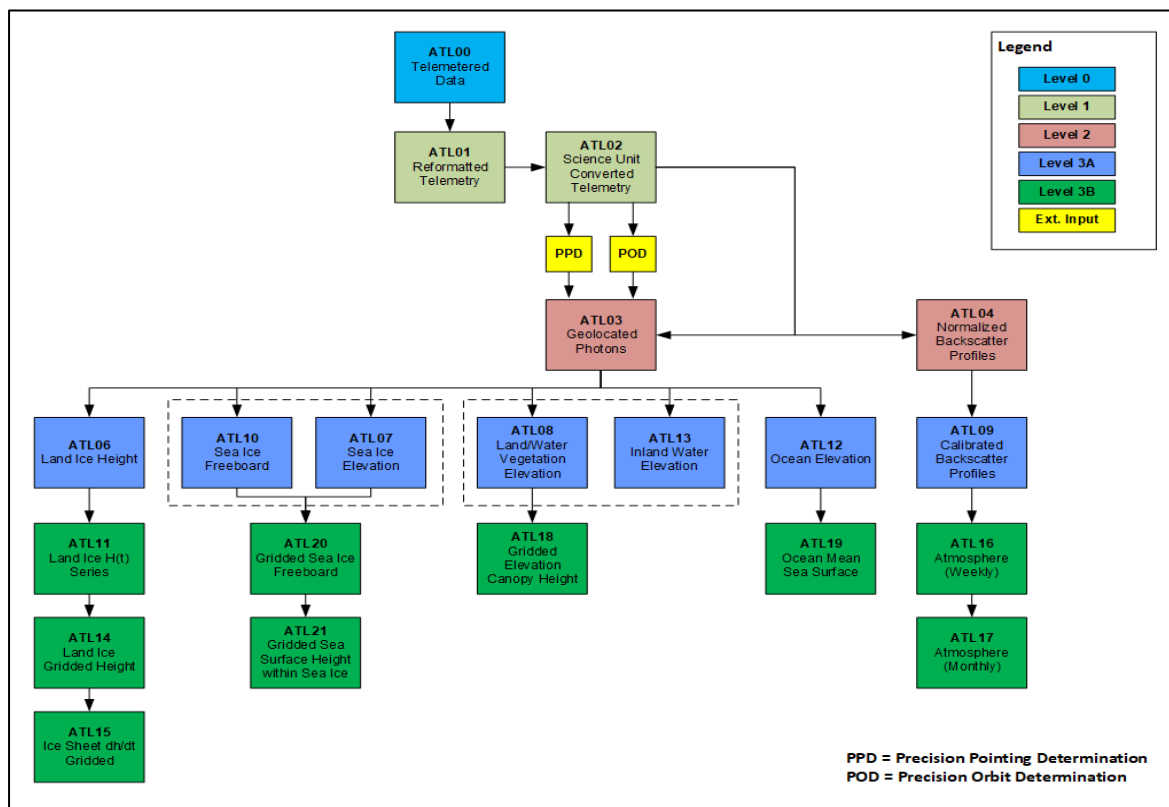 ATL00
Telemetered
Data
Legend
Level 0
Level 1
Level 2
Level 3A
Level 3B
Ext. Input
ATL01
Reformatted
Telemetry
ATL02
Science Unit
Converted
Telemetry
PPD
POD
ATL03
Geolocated
Photons
ATL04
Normalized
Backscatter
Profiles
ATL06
Land Ice Height
ATL10
Sea Ice
Freeboard
ATL07
Sea Ice
Elevation
ATL08
Land/Water
Vegetation
Elevation
ATL13
Inland Water
Elevation
ATL12
Ocean Elevation
ATL09
Calibrated
Backscatter
Profiles
ATL11
Land Ice H(t)
Series
ATL20
Gridded Sea Ice
Freeboard
ATL18
Gridded
Elevation
Canopy Height
ATL19
Ocean Mean
Sea Surface
ATL16
Atmosphere
(Weekly)
ATL14
Land Ice
Gridded Height
ATL21
Gridded Sea
Surface Height
within Sea Ice
ATL17
Atmosphere
(Monthly)
ATL15
Ice Sheet dh/dt
Gridded
PPD = Precision Pointing Determination
POD = Precision Orbit Determination